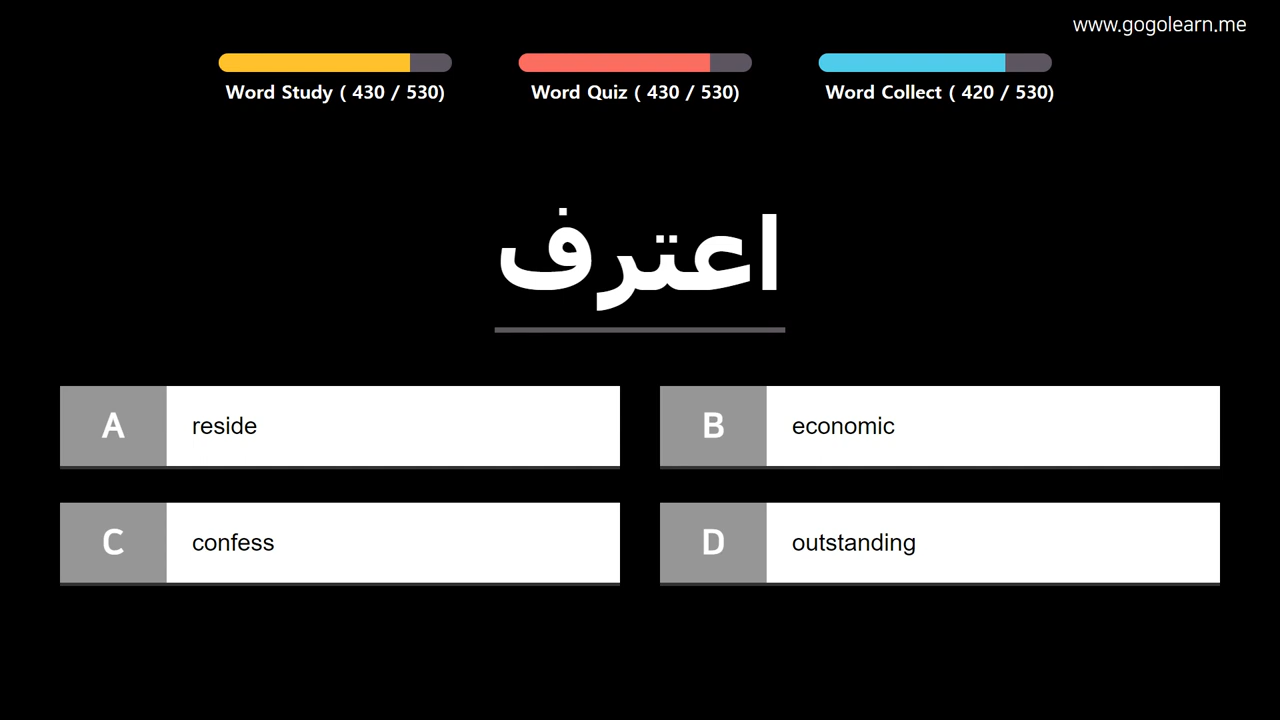 www.gogolearn.me
Word Study ( 430 / 530)
Word Quiz ( 430 / 530)
Word Collect ( 420 / 530)
اعترف
A reside
B economic
C confess
D outstanding